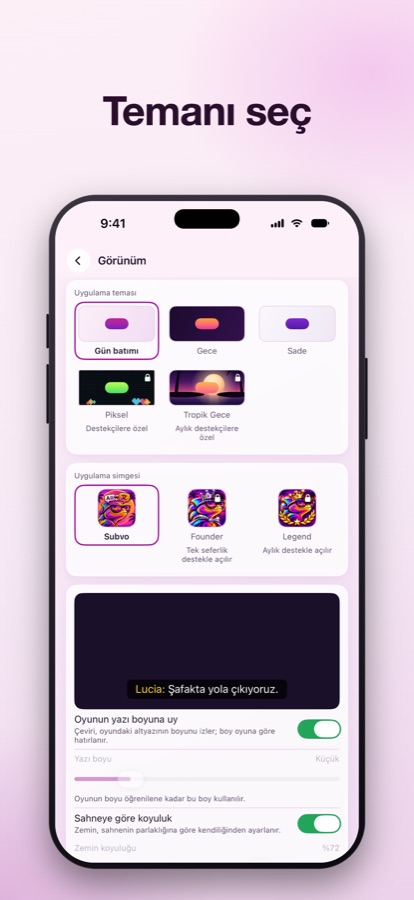 Temanı seç
9:41
Görünüm
Uygulama teması
Gün batımı
Gece
Sade
Piksel
Tropik Gece
Destekçilere özel
Aylık destekçilere
özel
Uygulama simgesi
Subvo
Founder
Legend
Tek seferlik
destekle açılır
Aylık destekle açılır
Lucia: Şafakta yola çıkıyoruz.
Oyunun yazı boyuna uy
Çeviri, oyundaki altyazının boyunu izler; boy oyuna göre
hatırlanır.
Yazı boyu
Küçük
Oyunun boyu öğrenilene kadar bu boy kullanılır.
Sahneye göre koyuluk
Zemin, sahnenin parlaklığına göre kendiliğinden ayarlanır.
Zemin koyuluğu
%72